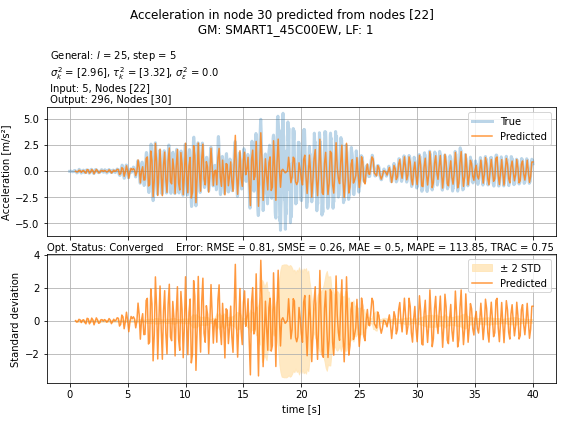 Acceleration in node 30 predicted from nodes [22]
GM: SMART1_45C00EW, LF: 1
General: l = 25, step = 5
σ²ₖ = [2.96], τ²ₖ = [3.32], σ²ε = 0.0
Input: 5, Nodes [22]
Output: 296, Nodes [30]
Acceleration [m/s²]
5.0
2.5
0.0
−2.5
−5.0
True
Predicted
Opt. Status: Converged Error: RMSE = 0.81, SMSE = 0.26, MAE = 0.5, MAPE = 113.85, TRAC = 0.75
Standard deviation
4
2
0
−2
± 2 STD
Predicted
0 5 10 15 20 25 30 35 40
time [s]